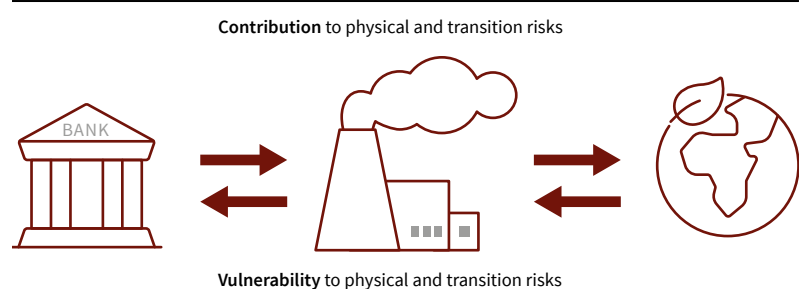 Contribution to physical and transition risks
BANK
Vulnerability to physical and transition risks